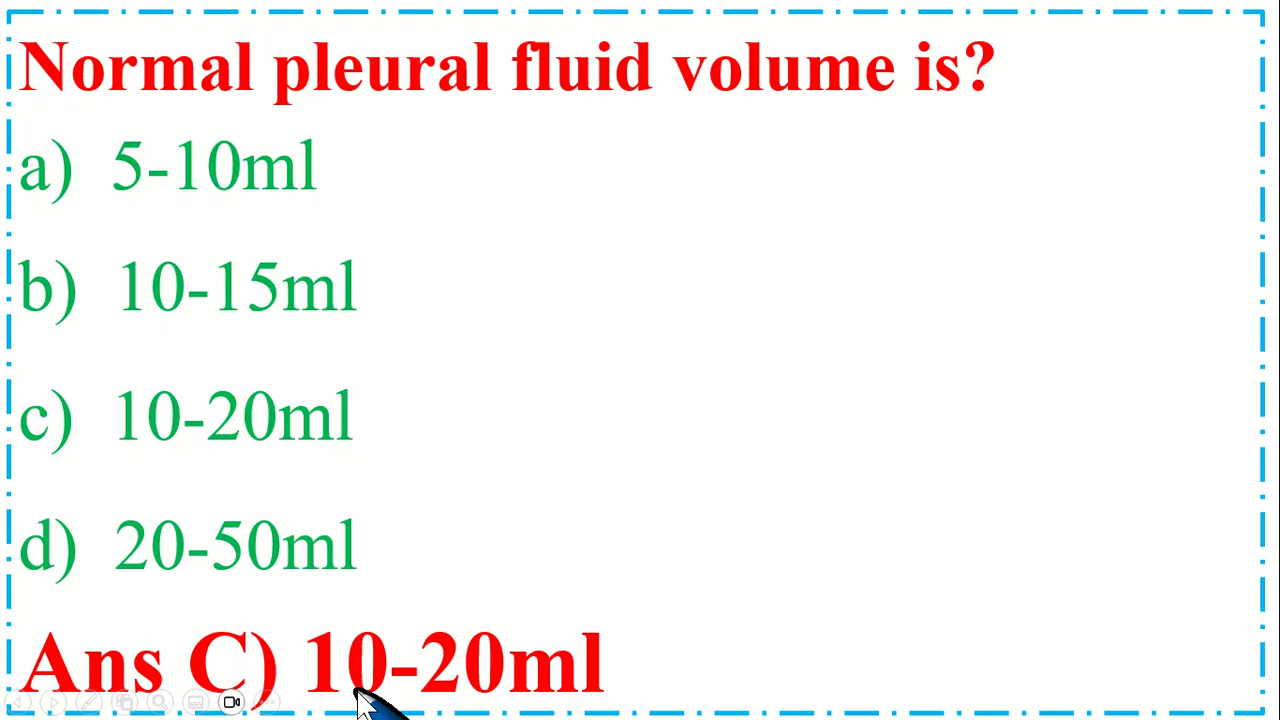 Normal pleural fluid volume is?
a) 5-10ml
b) 10-15ml
c) 10-20ml
d) 20-50ml
Ans C) 10-20ml